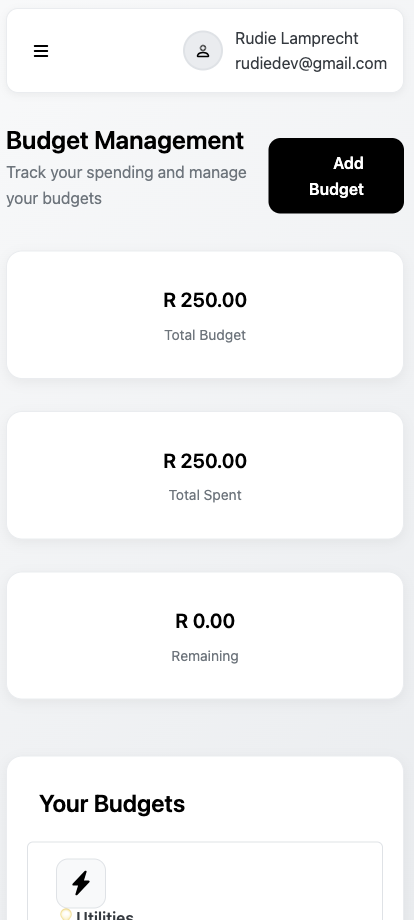 Rudie Lamprecht
rudiedev@gmail.com
Budget Management
Track your spending and manage
your budgets
Add
Budget
R 250.00
Total Budget
R 250.00
Total Spent
R 0.00
Remaining
Your Budgets
Utilities